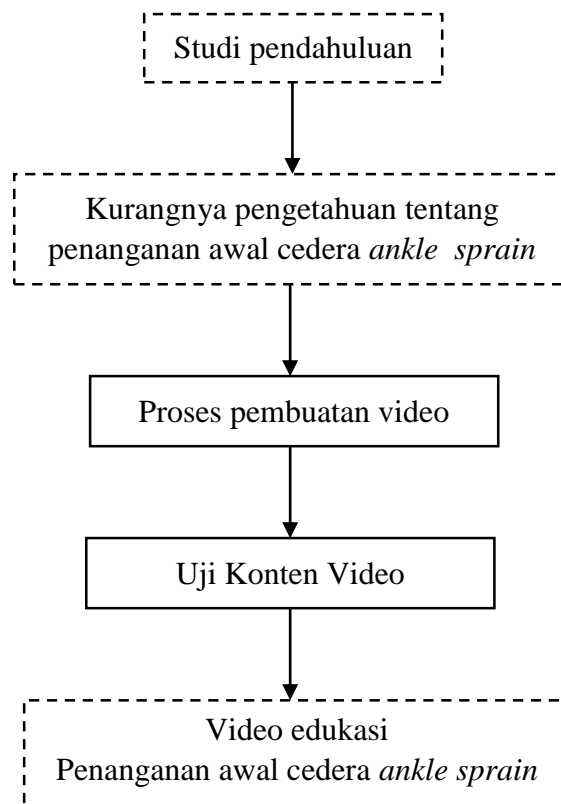 Studi pendahuluan
Kurangnya pengetahuan tentang
penanganan awal cedera ankle sprain
Proses pembuatan video
Uji Konten Video
Video edukasi
Penanganan awal cedera ankle sprain